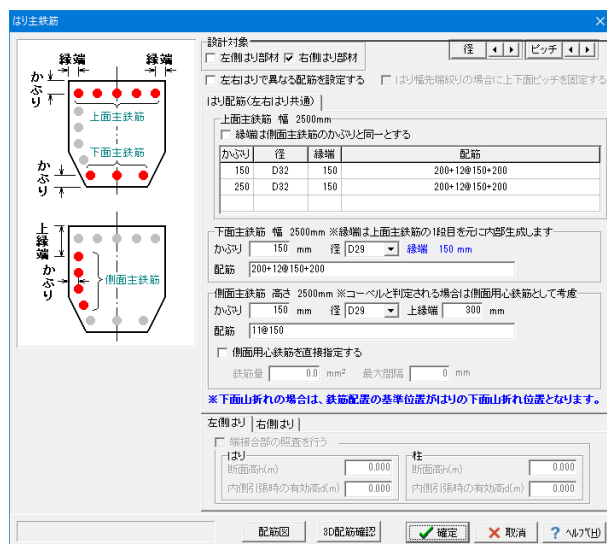 はり主鉄筋
設計対象
左側はり部材 右側はり部材
径 ピッチ
左右はりで異なる配筋を設定する はり幅先端絞りの場合に上下面ピッチを固定する
はり配筋(左右はり共通)
上面主鉄筋 幅 2500mm
縁端は側面主鉄筋のかぶりと同一とする
かぶり 径 縁端 配筋
150 D32 150 200+12@150+200
250 D32 150 200+12@150+200
下面主鉄筋 幅 2500mm ※縁端は上面主鉄筋の1段目を元に内部生成します
かぶり 150 mm 径 D29 縁端 150 mm
配筋 200+12@150+200
側面主鉄筋 高さ 2500mm ※コーベルと判定される場合は側面用心鉄筋として考慮
かぶり 150 mm 径 D29 上縁端 300 mm
配筋 11@150
側面用心鉄筋を直接指定する
鉄筋量 0.0 mm² 最大間隔 0 mm
※下面山折れの場合は、鉄筋配置の基準位置がはりの下面山折れ位置となります。
左側はり 右側はり
端接合部の照査を行う
はり
断面高h(m) 0.000
内側引張時の有効高d(m) 0.000
柱
断面高h(m) 0.000
内側引張時の有効高d(m) 0.000
縁端 縁端
かぶり
上面主鉄筋
下面主鉄筋
かぶり
上縁端
かぶり
側面主鉄筋
配筋図 3D配筋確認 確定 取消 ? ヘルプ(H)